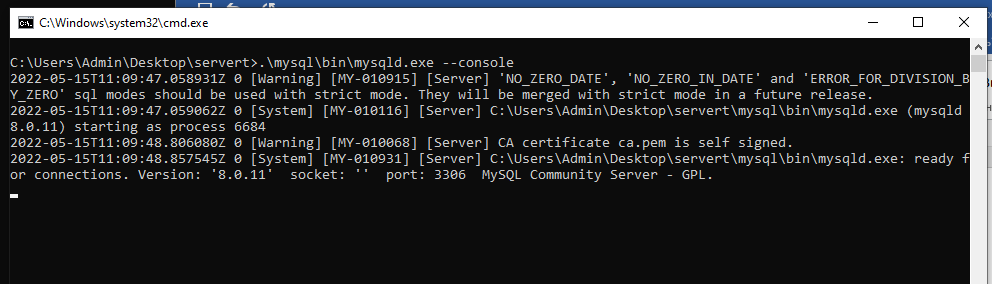 C:\Windows\system32\cmd.exe
C:\Users\Admin\Desktop\servert>.\mysql\bin\mysqld.exe --console
2022-05-15T11:09:47.058931Z 0 [Warning] [MY-010915] [Server] 'NO_ZERO_DATE', 'NO_ZERO_IN_DATE' and 'ERROR_FOR_DIVISION_B
Y_ZERO' sql modes should be used with strict mode. They will be merged with strict mode in a future release.
2022-05-15T11:09:47.059062Z 0 [System] [MY-010116] [Server] C:\Users\Admin\Desktop\servert\mysql\bin\mysqld.exe (mysqld
8.0.11) starting as process 6684
2022-05-15T11:09:48.806080Z 0 [Warning] [MY-010068] [Server] CA certificate ca.pem is self signed.
2022-05-15T11:09:48.857545Z 0 [System] [MY-010931] [Server] C:\Users\Admin\Desktop\servert\mysql\bin\mysqld.exe: ready f
or connections. Version: '8.0.11'  socket: ''  port: 3306  MySQL Community Server - GPL.